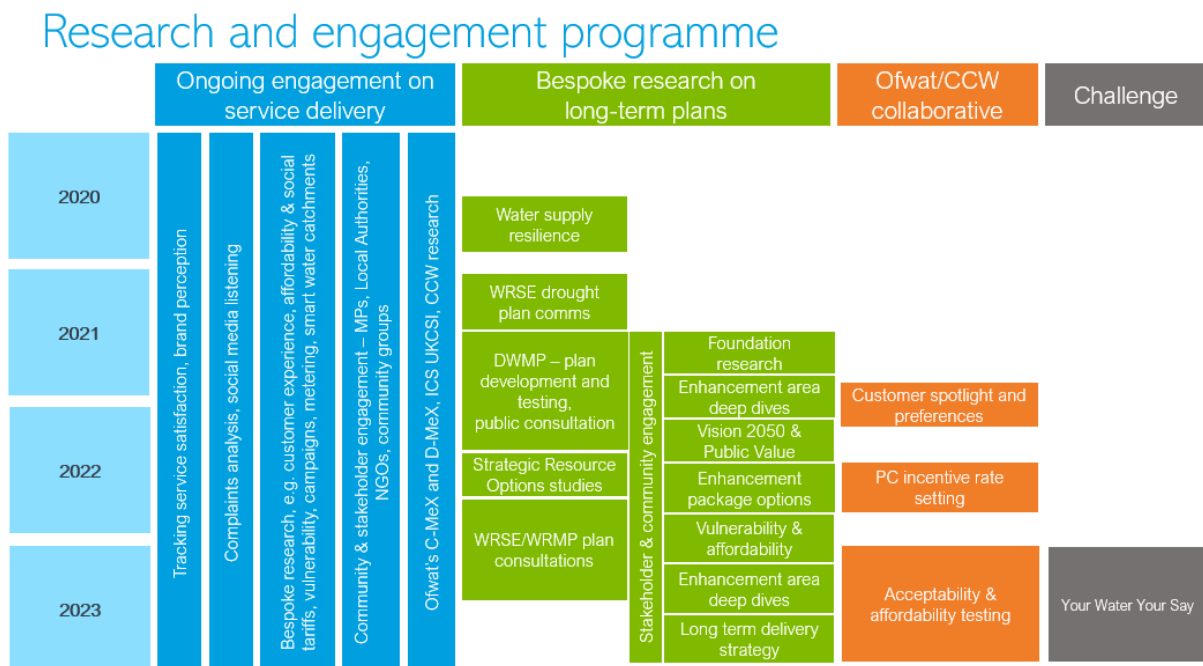 Research and engagement programme
Ongoing engagement on
service delivery
Bespoke research on
long-term plans
Ofwat/CCW
collaborative
Challenge
2020
2021
2022
2023
Tracking service satisfaction, brand perception
Complaints analysis, social media listening
Bespoke research, e.g. customer experience, affordability & social
tariffs, vulnerability, campaigns, metering, smart water catchments
Community & stakeholder engagement – MPs, Local Authorities,
NGOs, community groups
Ofwat's C-MeX and D-MeX, ICS UKCSI, CCW research
Water supply
resilience
WRSE drought
plan comms
DWMP – plan
development and
testing,
public consultation
Strategic Resource
Options studies
WRSE/WRMP plan
consultations
Stakeholder & community engagement
Foundation
research
Enhancement area
deep dives
Vision 2050 &
Public Value
Enhancement
package options
Vulnerability &
affordability
Enhancement area
deep dives
Long term delivery
strategy
Customer spotlight and
preferences
PC incentive rate
setting
Acceptability &
affordability testing
Your Water Your Say